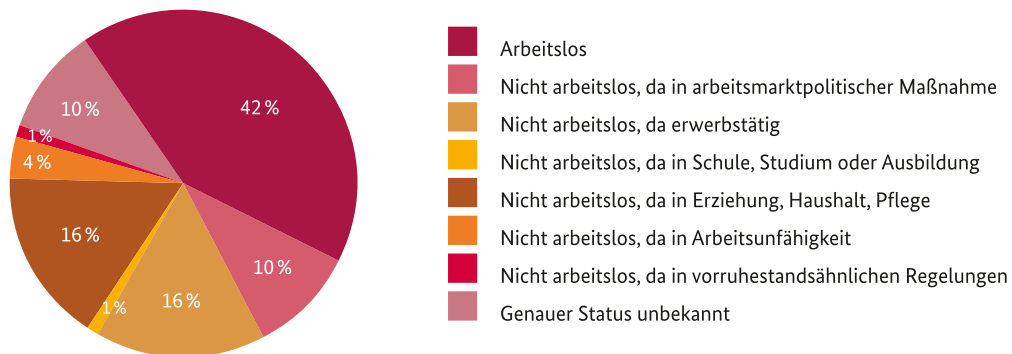 42 %
10 %
16 %
1 %
16 %
4 %
1 %
10 %
Arbeitslos
Nicht arbeitslos, da in arbeitsmarktpolitischer Maßnahme
Nicht arbeitslos, da erwerbstätig
Nicht arbeitslos, da in Schule, Studium oder Ausbildung
Nicht arbeitslos, da in Erziehung, Haushalt, Pflege
Nicht arbeitslos, da in Arbeitsunfähigkeit
Nicht arbeitslos, da in vorruhestandsähnlichen Regelungen
Genauer Status unbekannt